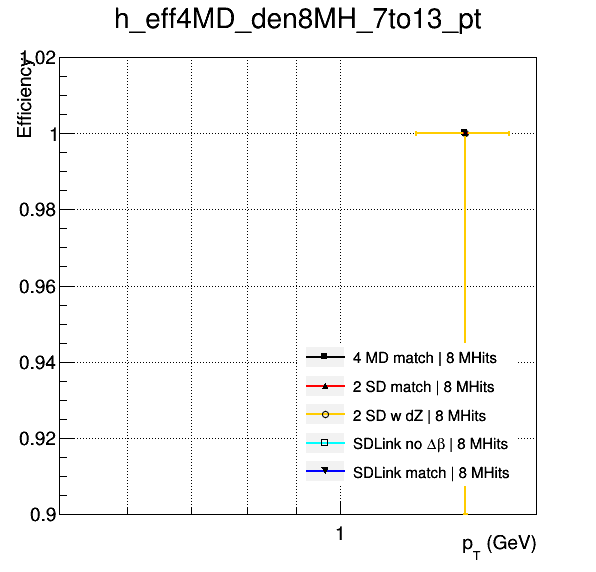 h_eff4MD_den8MH_7to13_pt
Efficiency
1.02
1
0.98
0.96
0.94
0.92
0.9
4 MD match | 8 MHits
2 SD match | 8 MHits
2 SD w dZ | 8 MHits
SDLink no Δβ | 8 MHits
SDLink match | 8 MHits
1
p_T (GeV)